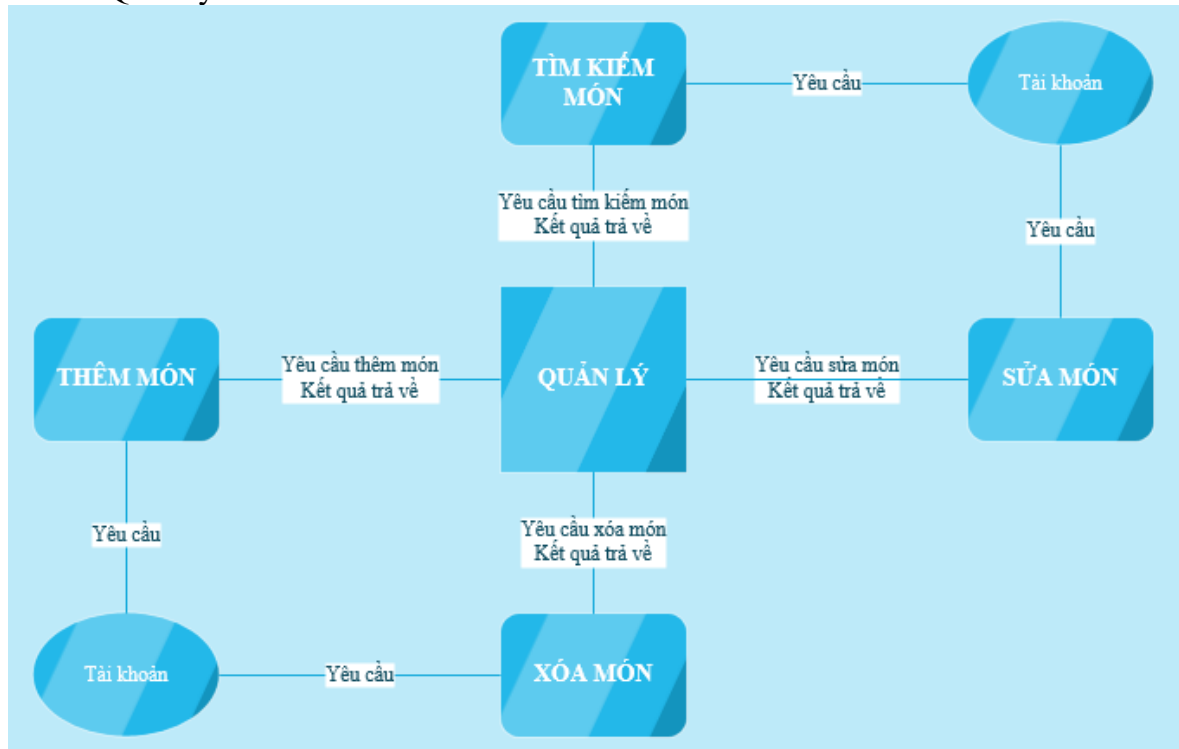 TÌM KIẾM
MÓN
Yêu cầu
Tài khoản
Yêu cầu tìm kiếm món
Kết quả trả về
Yêu cầu
THÊM MÓN
Yêu cầu thêm món
Kết quả trả về
QUẢN LÝ
Yêu cầu sửa món
Kết quả trả về
SỬA MÓN
Yêu cầu
Yêu cầu xóa món
Kết quả trả về
Tài khoản
Yêu cầu
XÓA MÓN